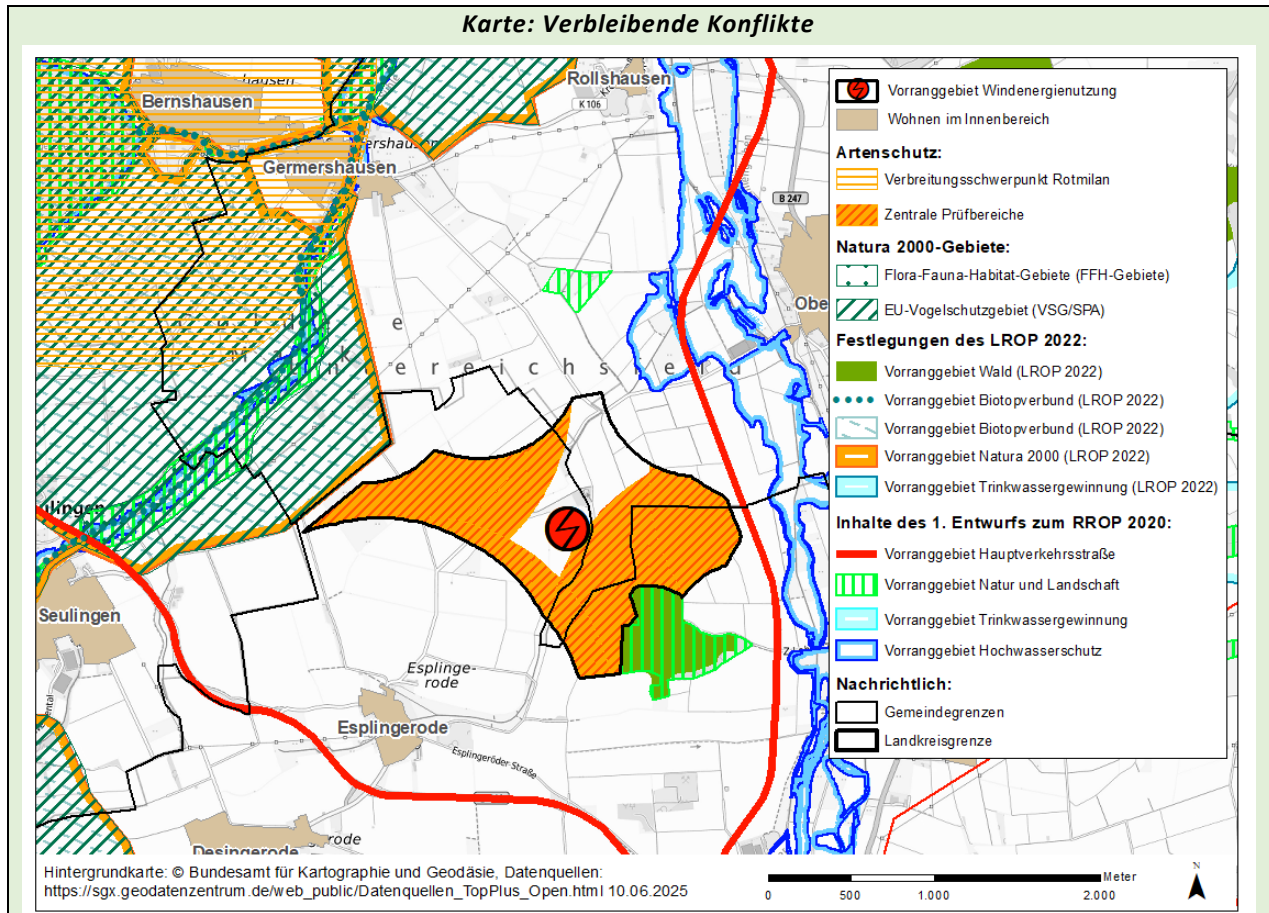 Karte: Verbleibende Konflikte
hausen
Rollshausen
Bernshausen
K 106
Germershausen
B 247
Obe
e
e r e i c h s f e l d
Seulingen
Esplinge-
rode
Esplingerode
Esplingeröder Straße
Desingerode
rode
Vorranggebiet Windenergienutzung
Wohnen im Innenbereich
Artenschutz:
Verbreitungsschwerpunkt Rotmilan
Zentrale Prüfbereiche
Natura 2000-Gebiete:
Flora-Fauna-Habitat-Gebiete (FFH-Gebiete)
EU-Vogelschutzgebiet (VSG/SPA)
Festlegungen des LROP 2022:
Vorranggebiet Wald (LROP 2022)
Vorranggebiet Biotopverbund (LROP 2022)
Vorranggebiet Biotopverbund (LROP 2022)
Vorranggebiet Natura 2000 (LROP 2022)
Vorranggebiet Trinkwassergewinnung (LROP 2022)
Inhalte des 1. Entwurfs zum RROP 2020:
Vorranggebiet Hauptverkehrsstraße
Vorranggebiet Natur und Landschaft
Vorranggebiet Trinkwassergewinnung
Vorranggebiet Hochwasserschutz
Nachrichtlich:
Gemeindegrenzen
Landkreisgrenze
Hintergrundkarte: © Bundesamt für Kartographie und Geodäsie, Datenquellen:
https://sgx.geodatenzentrum.de/web_public/Datenquellen_TopPlus_Open.html 10.06.2025
Meter
0 500 1.000 2.000
N